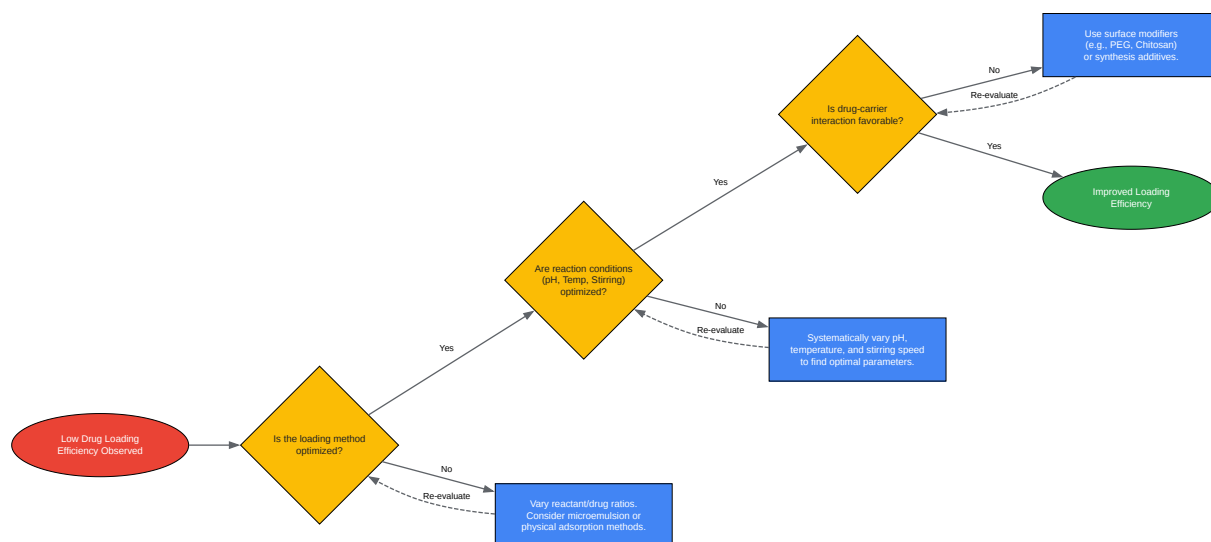 Low Drug Loading
Efficiency Observed
Is the loading method
optimized?
No
Re-evaluate
Vary reactant/drug ratios.
Consider microemulsion or
physical adsorption methods.
Yes
Are reaction conditions
(pH, Temp, Stirring)
optimized?
No
Re-evaluate
Systematically vary pH,
temperature, and stirring speed
to find optimal parameters.
Yes
Is drug-carrier
interaction favorable?
No
Re-evaluate
Use surface modifiers
(e.g., PEG, Chitosan)
or synthesis additives.
Yes
Improved Loading
Efficiency